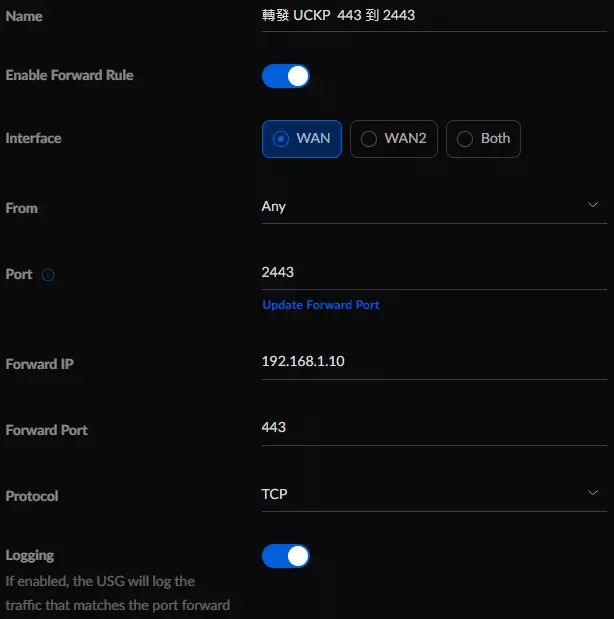 Name
轉發 UCKP 443 到 2443
Enable Forward Rule
Interface
WAN WAN2 Both
From
Any
Port
2443
Update Forward Port
Forward IP
192.168.1.10
Forward Port
443
Protocol
TCP
Logging
If enabled, the USG will log the
traffic that matches the port forward